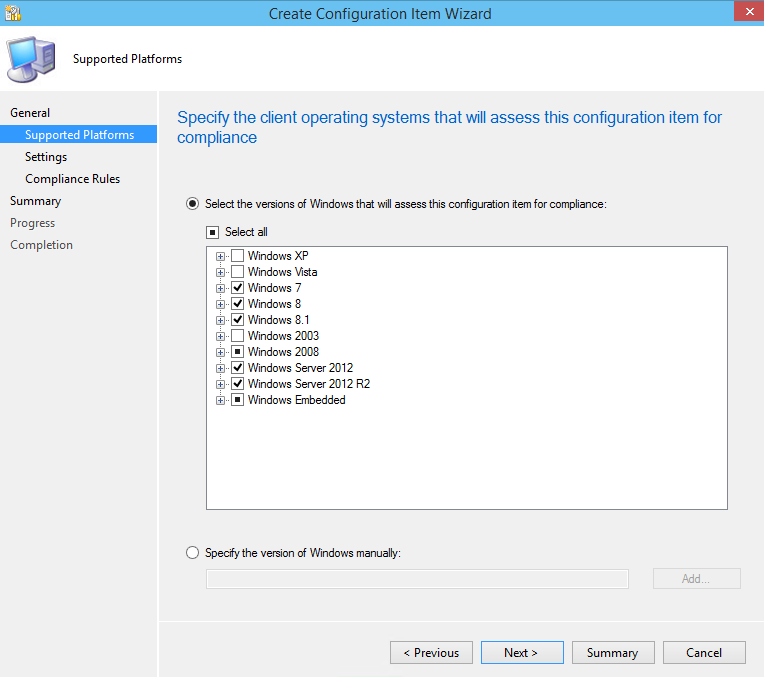 Create Configuration Item Wizard
Supported Platforms
General
Supported Platforms
Settings
Compliance Rules
Summary
Progress
Completion
Specify the client operating systems that will assess this configuration item for
compliance
Select the versions of Windows that will assess this configuration item for compliance:
Select all
Windows XP
Windows Vista
Windows 7
Windows 8
Windows 8.1
Windows 2003
Windows 2008
Windows Server 2012
Windows Server 2012 R2
Windows Embedded
Specify the version of Windows manually:
Add...
< Previous
Next >
Summary
Cancel